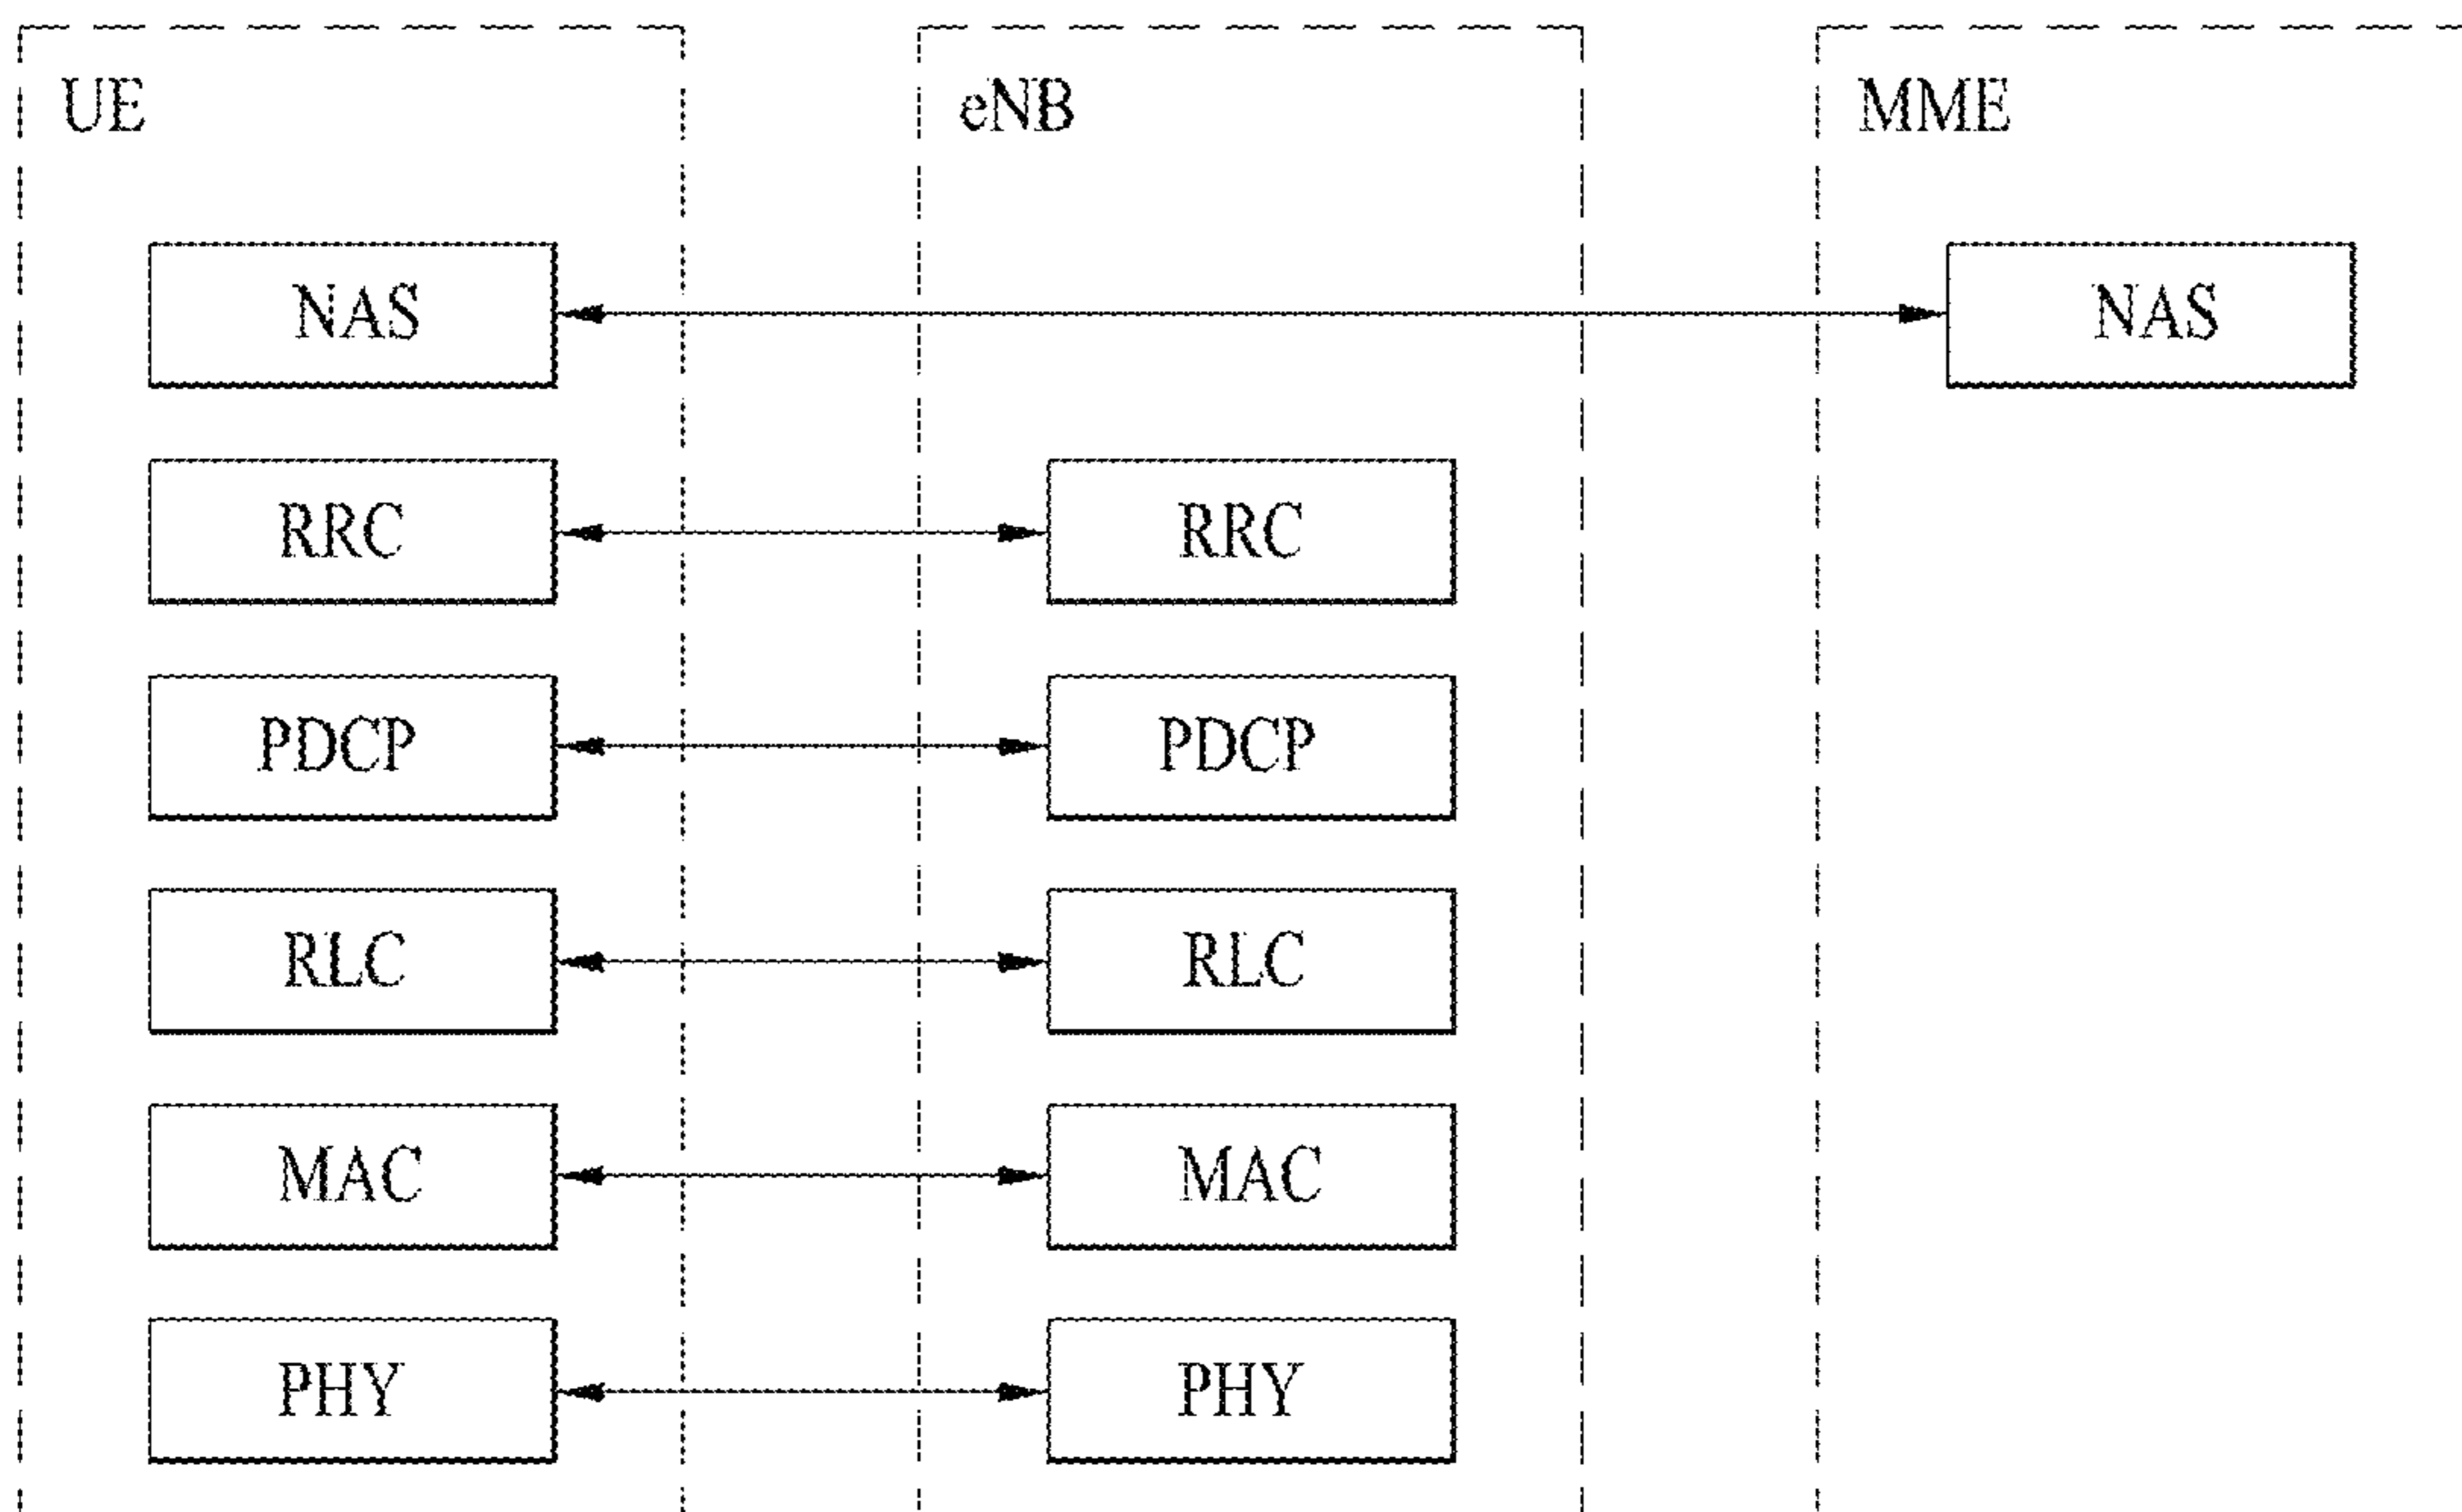 UE eNB MME
NAS NAS
RRC RRC
PDCP PDCP
RLC RLC
MAC MAC
PHY PHY